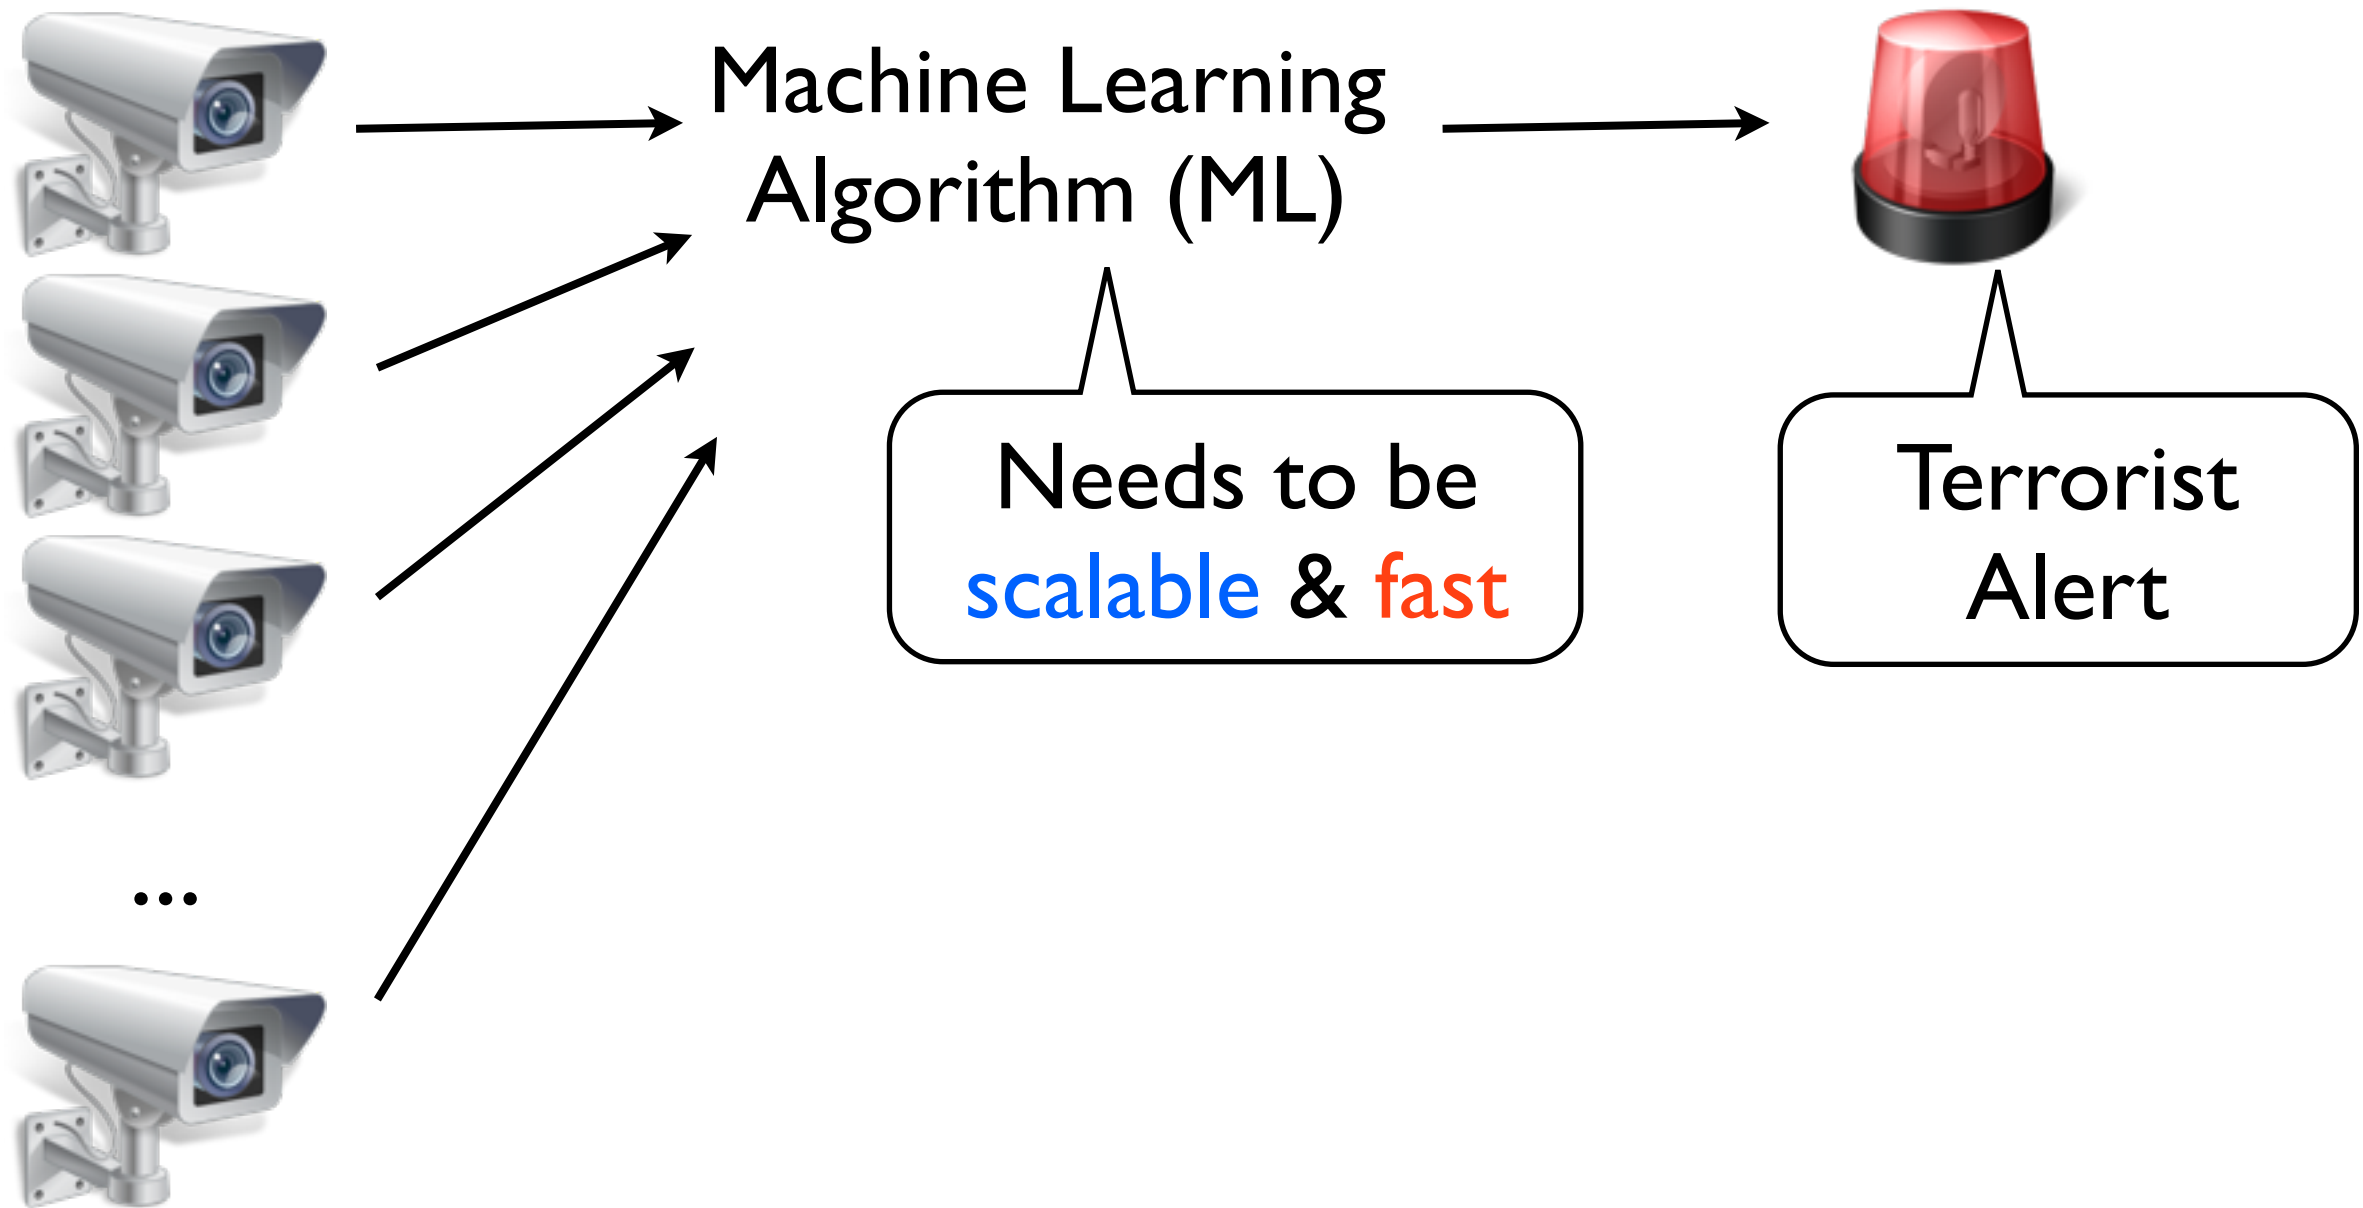 Machine Learning
Algorithm (ML)
Needs to be
scalable & fast
Terrorist
Alert
...